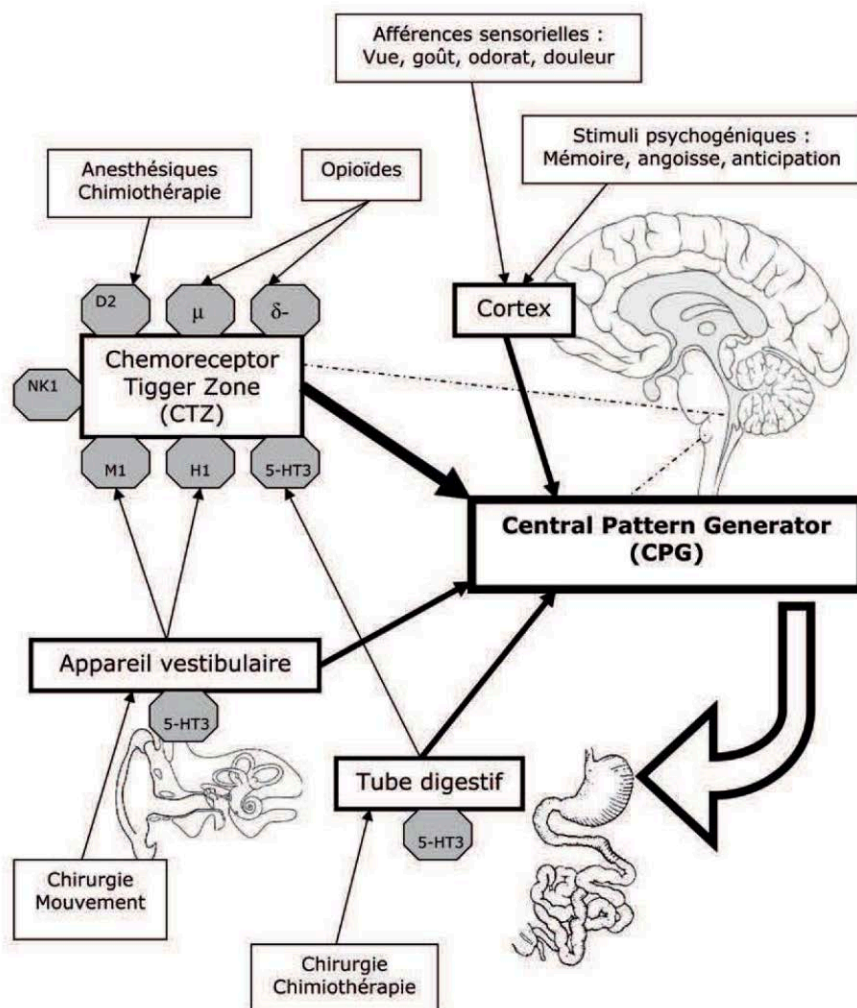 Afférences sensorielles :
Vue, goût, odorat, douleur
Stimuli psychogéniques :
Mémoire, angoisse, anticipation
Anesthésiques
Chimiothérapie
Opioïdes
D2
μ
δ-
Cortex
Chemoreceptor
Tigger Zone
(CTZ)
NK1
M1
H1
5-HT3
Central Pattern Generator
(CPG)
Appareil vestibulaire
5-HT3
Tube digestif
5-HT3
Chirurgie
Mouvement
Chirurgie
Chimiothérapie